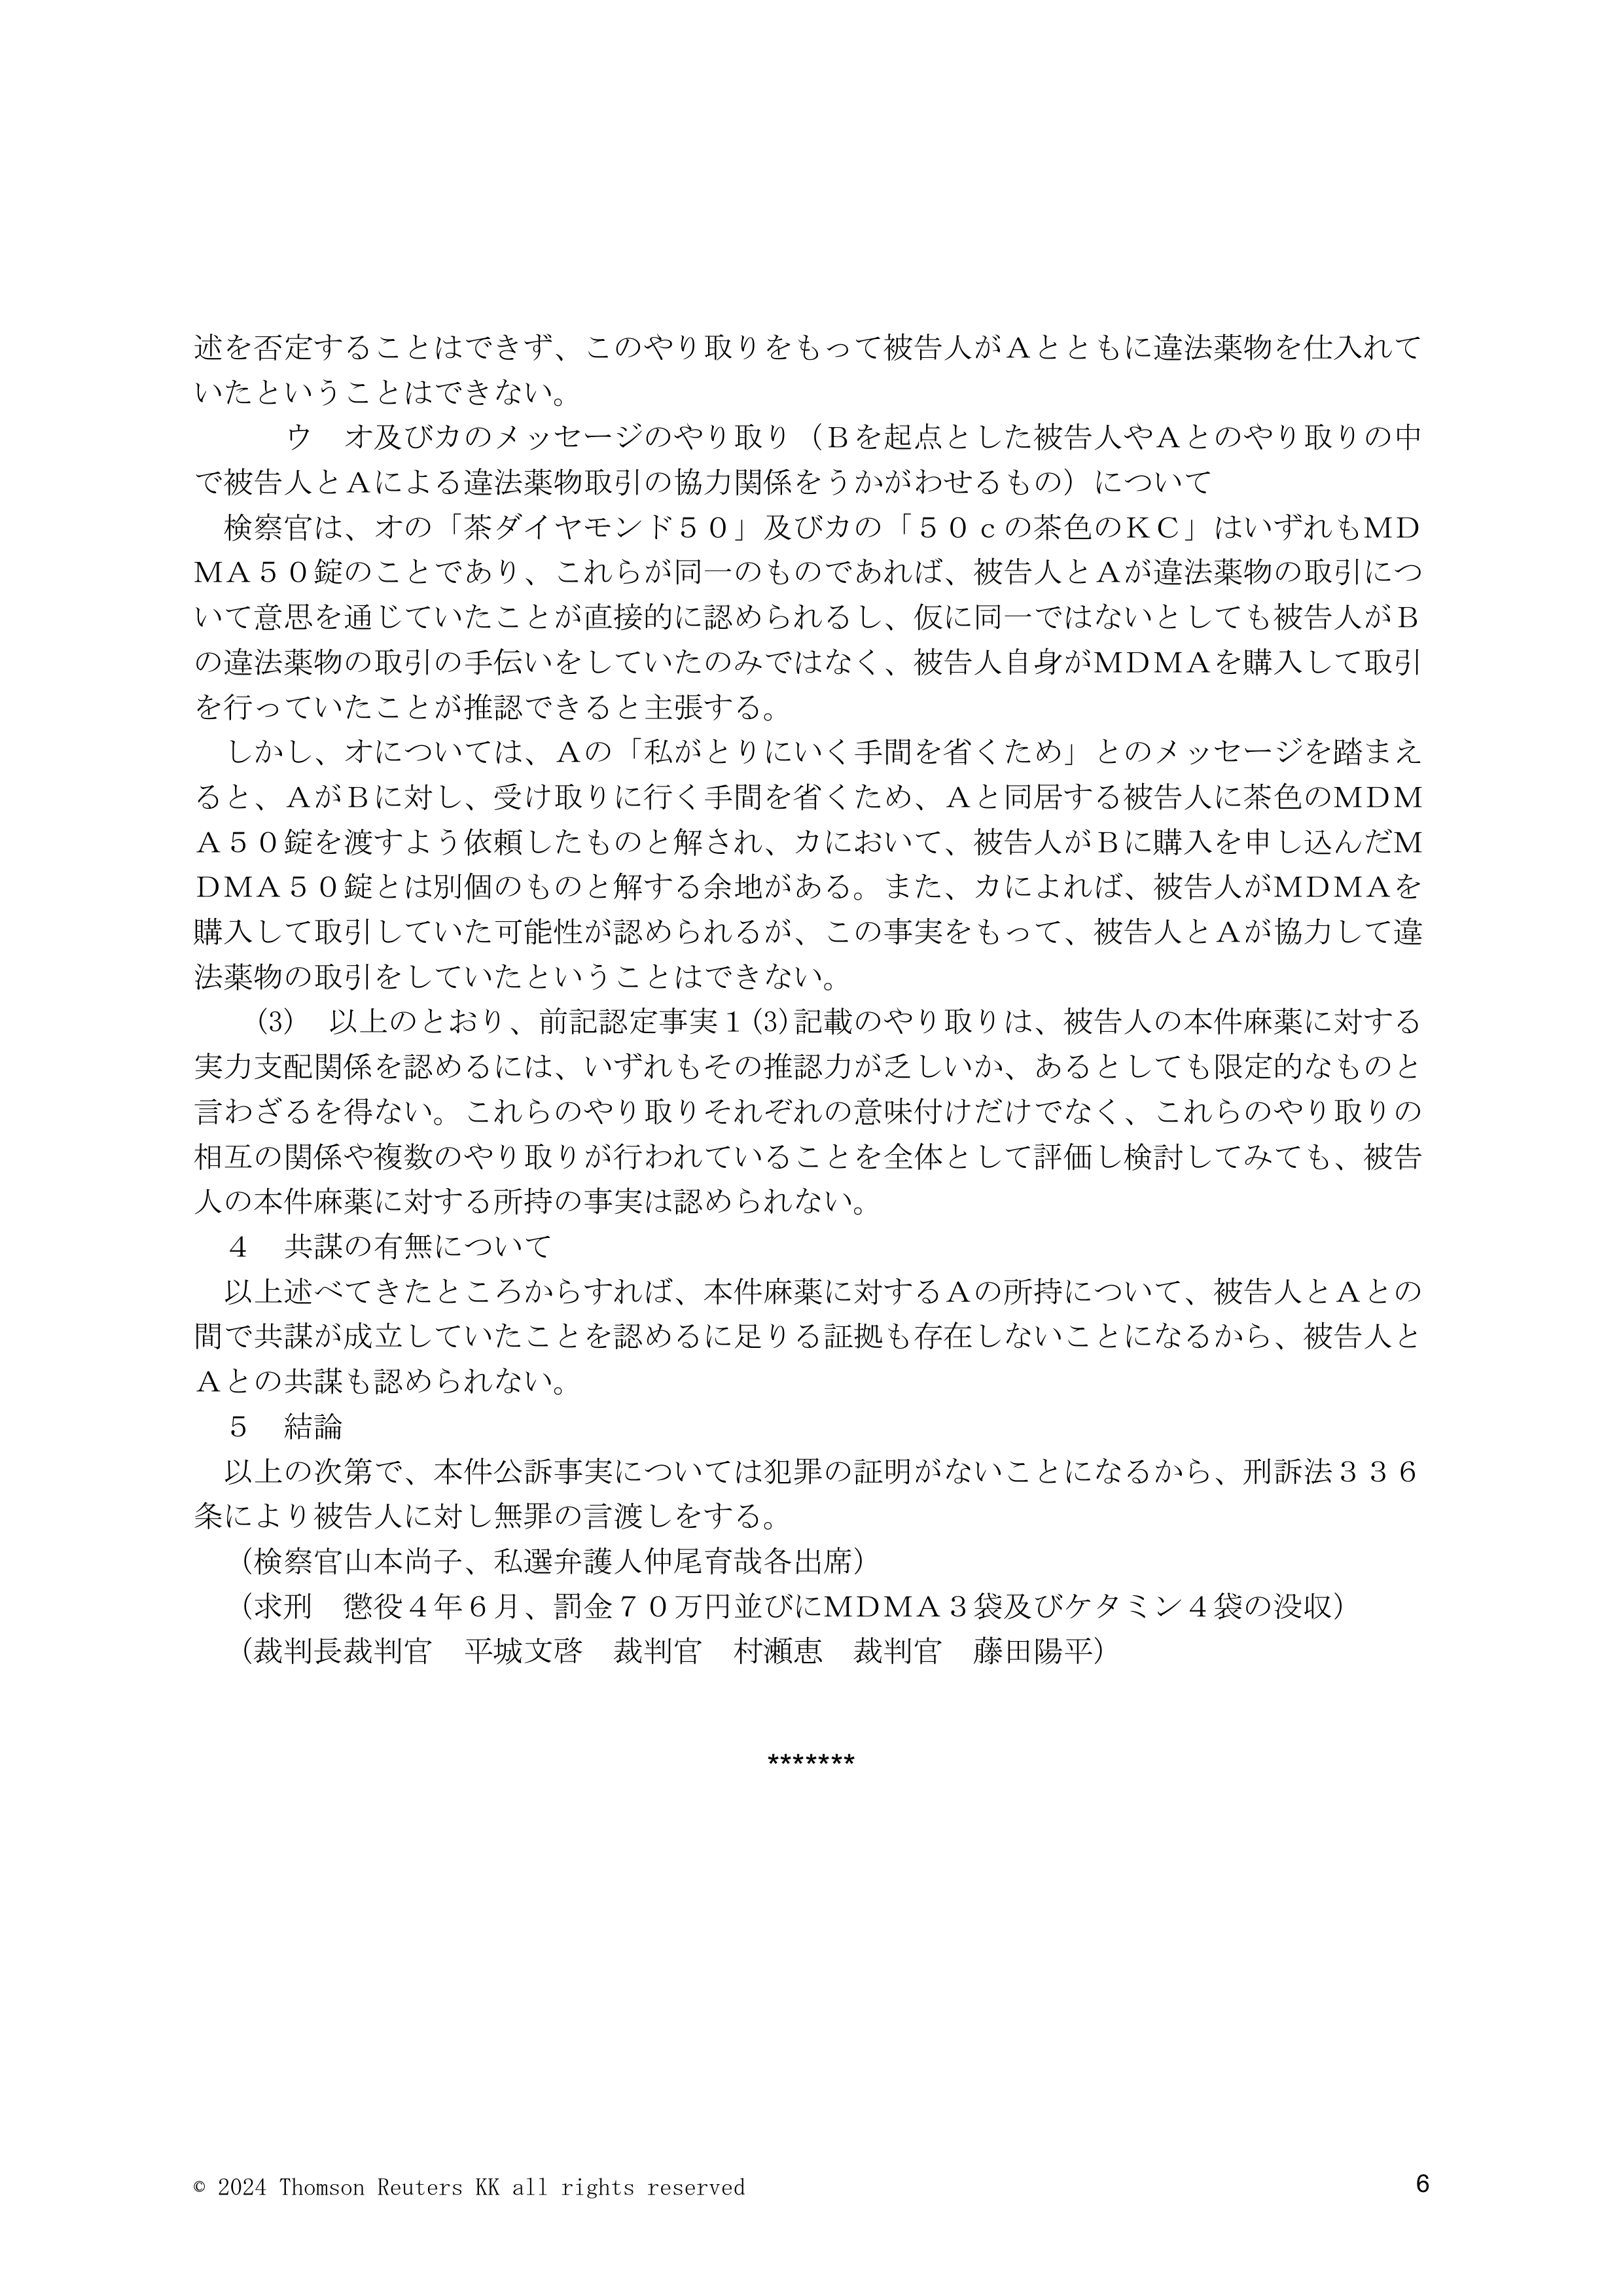 述を否定することはできず、このやり取りをもって被告人がＡとともに違法薬物を仕入れて
いたということはできない。
　　　ウ　オ及びカのメッセージのやり取り（Ｂを起点とした被告人やＡとのやり取りの中
で被告人とＡによる違法薬物取引の協力関係をうかがわせるもの）について
　検察官は、オの「茶ダイヤモンド５０」及びカの「５０ｃの茶色のＫＣ」はいずれもＭＤ
ＭＡ５０錠のことであり、これらが同一のものであれば、被告人とＡが違法薬物の取引につ
いて意思を通じていたことが直接的に認められるし、仮に同一ではないとしても被告人がＢ
の違法薬物の取引の手伝いをしていたのみではなく、被告人自身がＭＤＭＡを購入して取引
を行っていたことが推認できると主張する。
　しかし、オについては、Ａの「私がとりにいく手間を省くため」とのメッセージを踏まえ
ると、ＡがＢに対し、受け取りに行く手間を省くため、Ａと同居する被告人に茶色のＭＤＭ
Ａ５０錠を渡すよう依頼したものと解され、カにおいて、被告人がＢに購入を申し込んだＭ
ＤＭＡ５０錠とは別個のものと解する余地がある。また、カによれば、被告人がＭＤＭＡを
購入して取引していた可能性が認められるが、この事実をもって、被告人とＡが協力して違
法薬物の取引をしていたということはできない。
　　(3)　以上のとおり、前記認定事実１(3)記載のやり取りは、被告人の本件麻薬に対する
実力支配関係を認めるには、いずれもその推認力が乏しいか、あるとしても限定的なものと
言わざるを得ない。これらのやり取りそれぞれの意味付けだけでなく、これらのやり取りの
相互の関係や複数のやり取りが行われていることを全体として評価し検討してみても、被告
人の本件麻薬に対する所持の事実は認められない。
　４　共謀の有無について
　以上述べてきたところからすれば、本件麻薬に対するＡの所持について、被告人とＡとの
間で共謀が成立していたことを認めるに足りる証拠も存在しないことになるから、被告人と
Ａとの共謀も認められない。
　５　結論
　以上の次第で、本件公訴事実については犯罪の証明がないことになるから、刑訴法３３６
条により被告人に対し無罪の言渡しをする。
　（検察官山本尚子、私選弁護人仲尾育哉各出席）
　（求刑　懲役４年６月、罰金７０万円並びにＭＤＭＡ３袋及びケタミン４袋の没収）
　（裁判長裁判官　平城文啓　裁判官　村瀬恵　裁判官　藤田陽平）
*******
© 2024 Thomson Reuters KK all rights reserved
6